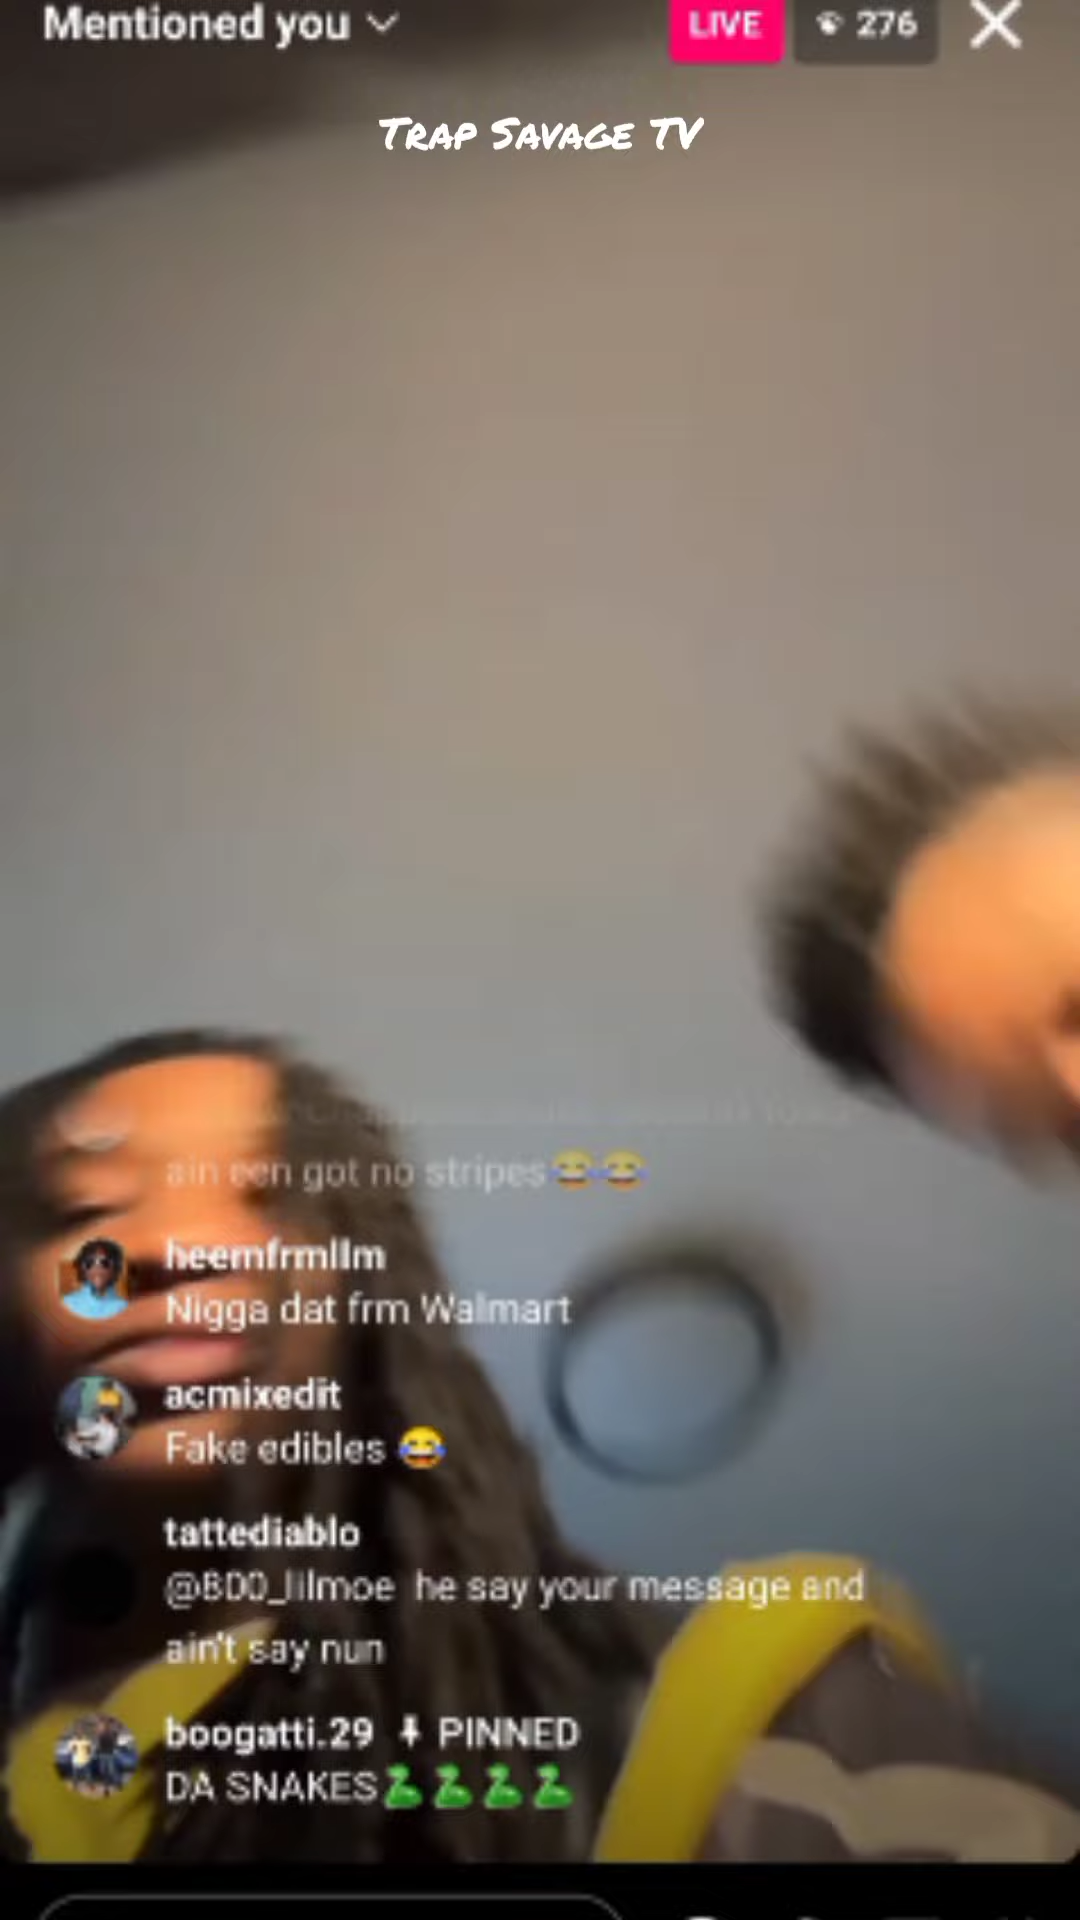 Mentioned you
LIVE
276
TRAP SAVAGE TV
ain een got no stripes😂😂
heemfrmllm
Nigga dat frm Walmart
acmixedit
Fake edibles 😂
tattediablo
@800_lilmoe he say your message and
ain't say nun
boogatti.29 PINNED
DA SNAKES🐍🐍🐍🐍